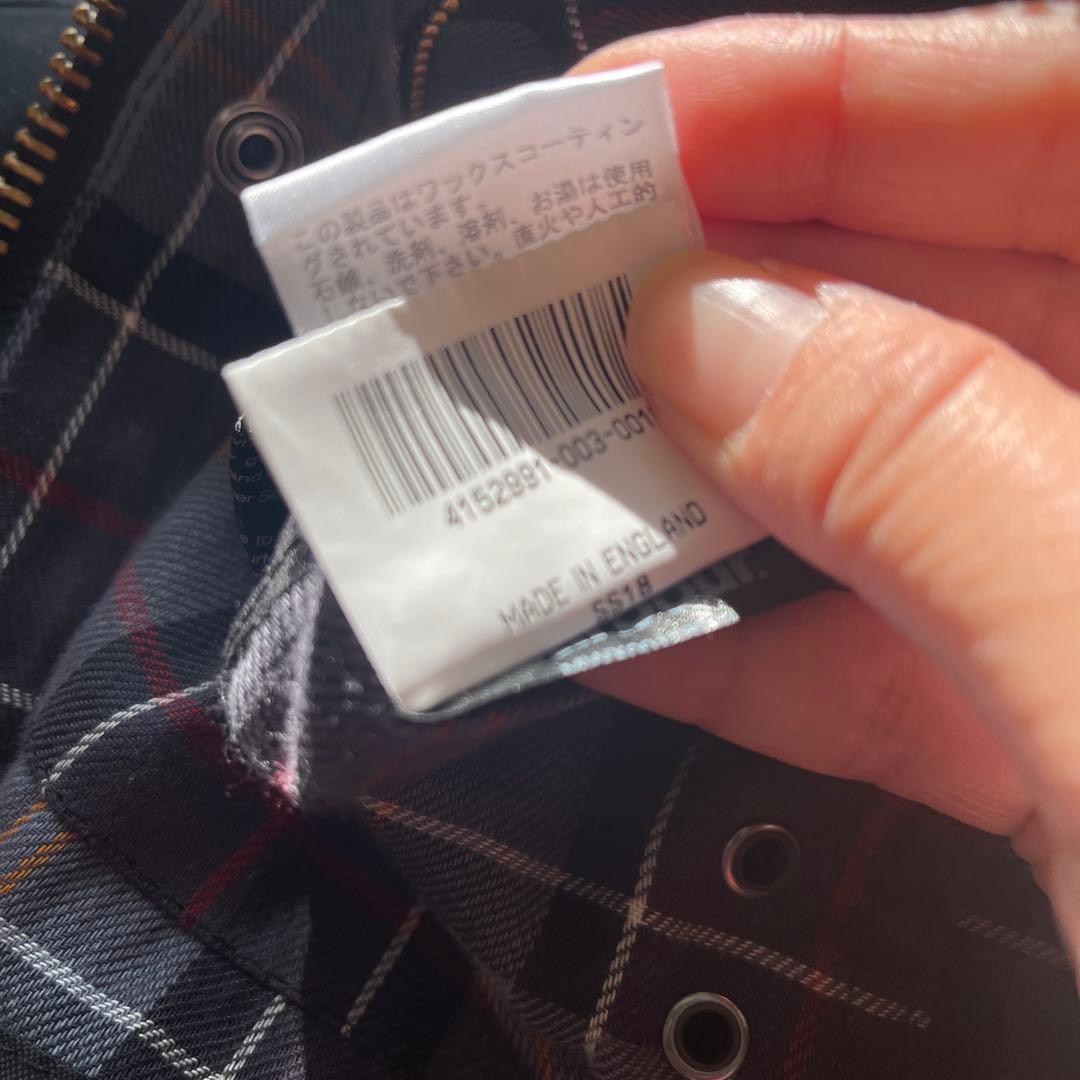 この製品はワックスコーティン
グされています。
石鹸、洗剤、溶剤、お湯は使用
しないで下さい。直火や人工的
4152991-003-001
MADE IN ENGLAND
SS18